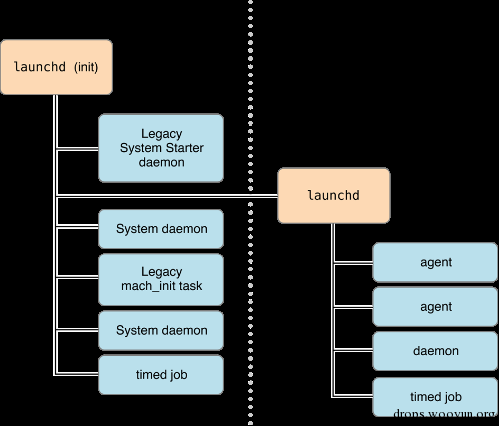 launchd (init)
Legacy
System Starter
daemon
launchd
System daemon
Legacy
mach_init task
System daemon
timed job
agent
agent
daemon
timed job
drops.wooyun.org